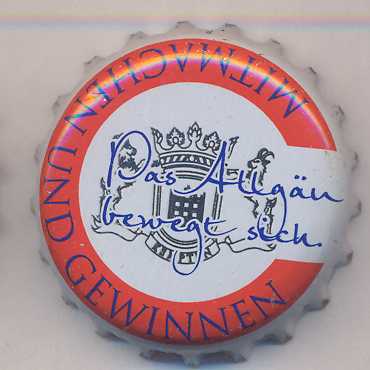 MITMACHEN UND GEWINNEN
Das Allgäu
bewegt sich.